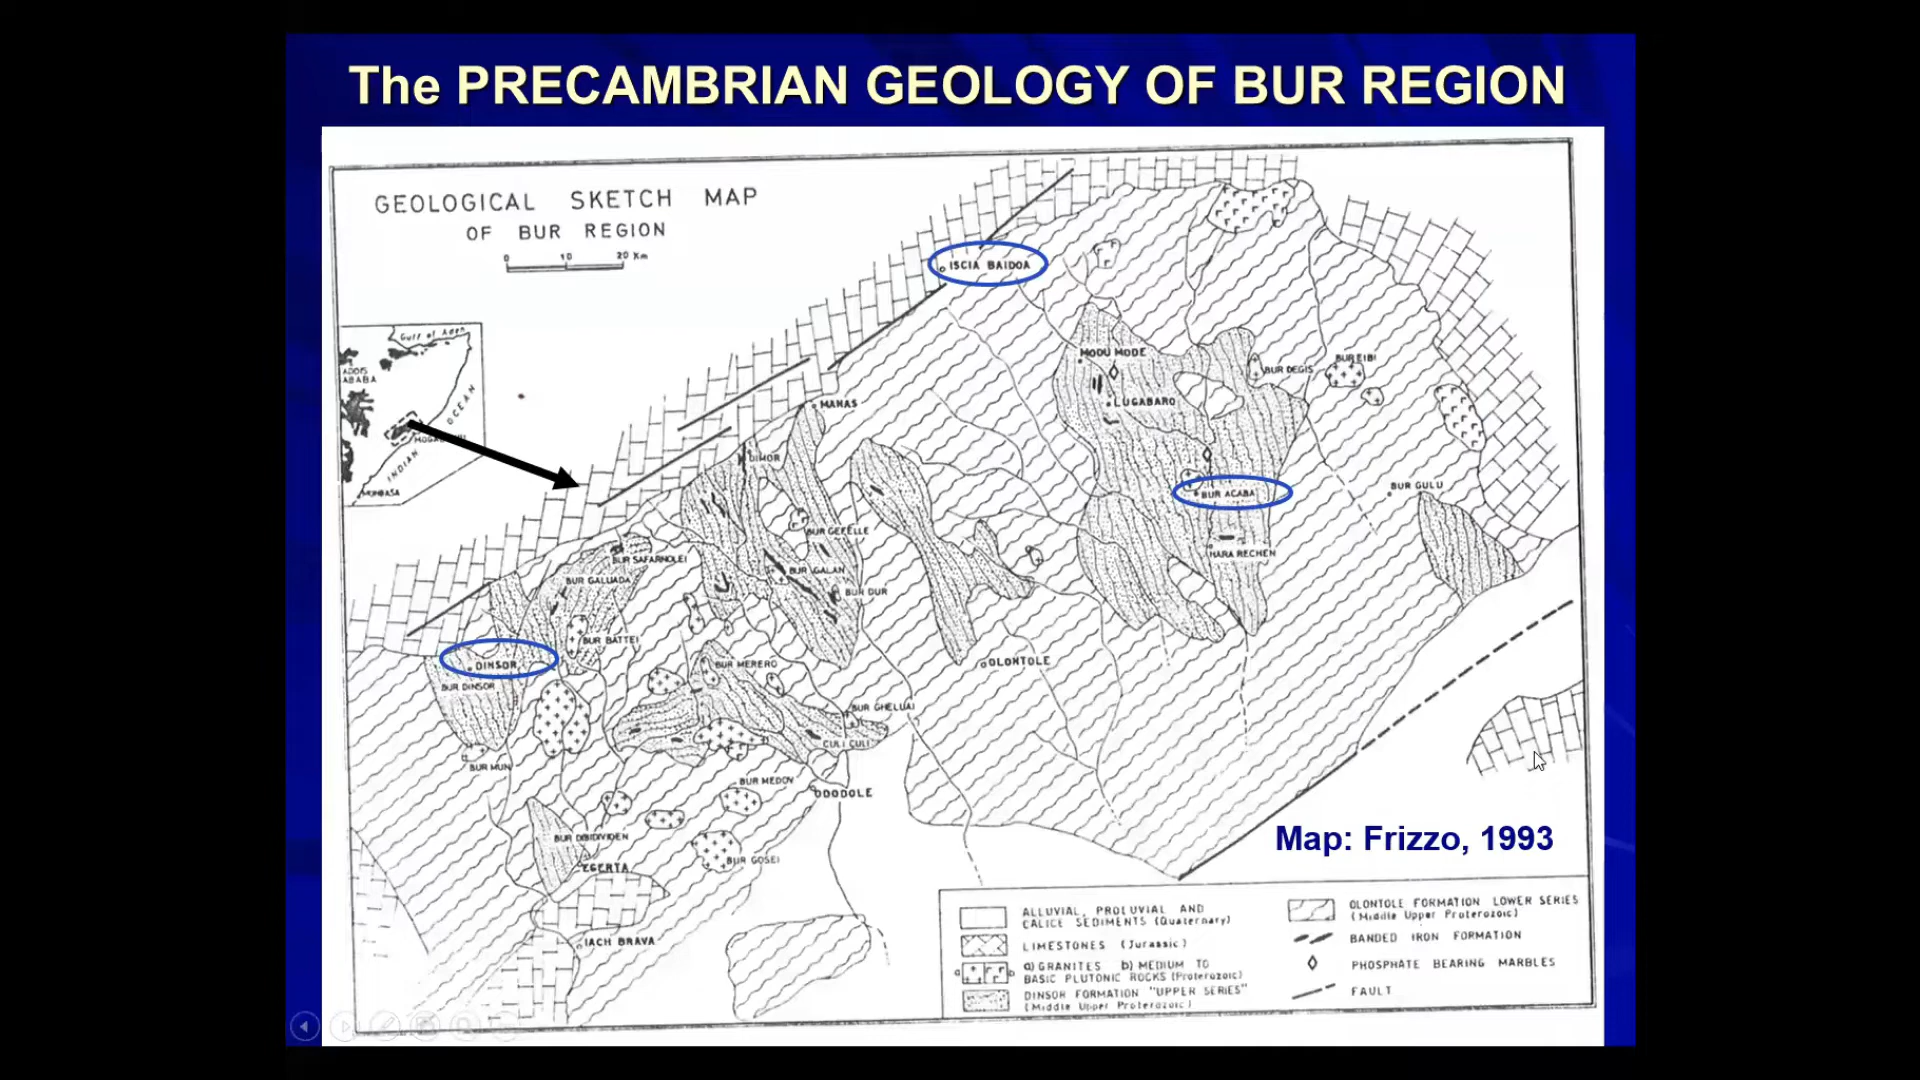 The PRECAMBRIAN GEOLOGY OF BUR REGION
GEOLOGICAL SKETCH MAP
OF BUR REGION
0 10 20 Km
Gulf of Aden
ADDIS
ABABA
OCEAN
INDIAN
MOMBASA
ISCIA BAIDOA
MODU MODE
BUR EIBI
BUR DEGIS
LUGABARO
MANAS
DIMOR
BUR ACABA
BUR GULU
BUR GEFELLE
HARA RECHEN
BUR SAFARNOLEI
BUR GALUADA
BUR GALAN
BUR DUR
BUR BATTEI
DINSOR
BUR DINSOR
BUR MERERO
OLONTOLE
BUR GHELUAI
CULI CULI
BUR MUN
BUR MEDOV
ODODOLE
BUR DIBIDIVIDEN
BUR GOSEI
EGERTA
IACH BRAVA
Map: Frizzo, 1993
ALLUVIAL, PROLUVIAL AND
CALICE SEDIMENTS (Quaternary)
LIMESTONES (Jurassic)
a) GRANITES b) MEDIUM TO
BASIC PLUTONIC ROCKS (Proterozoic)
DINSOR FORMATION "UPPER SERIES"
(Middle Upper Proterozoic)
OLONTOLE FORMATION LOWER SERIES
(Middle Upper Proterozoic)
BANDED IRON FORMATION
PHOSPHATE BEARING MARBLES
FAULT